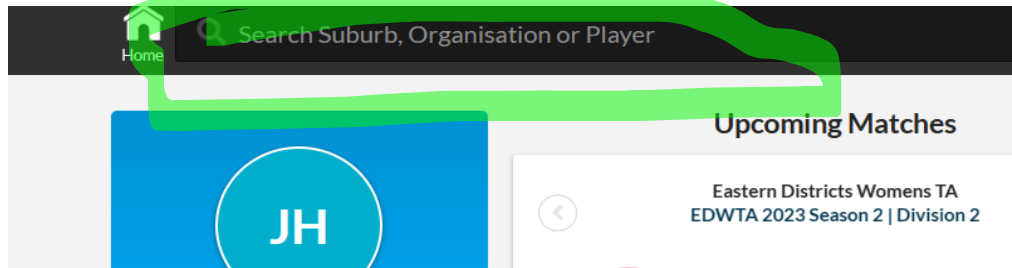 Search Suburb, Organisation or Player
Home
Upcoming Matches
Eastern Districts Womens TA
EDWTA 2023 Season 2 | Division 2
JH